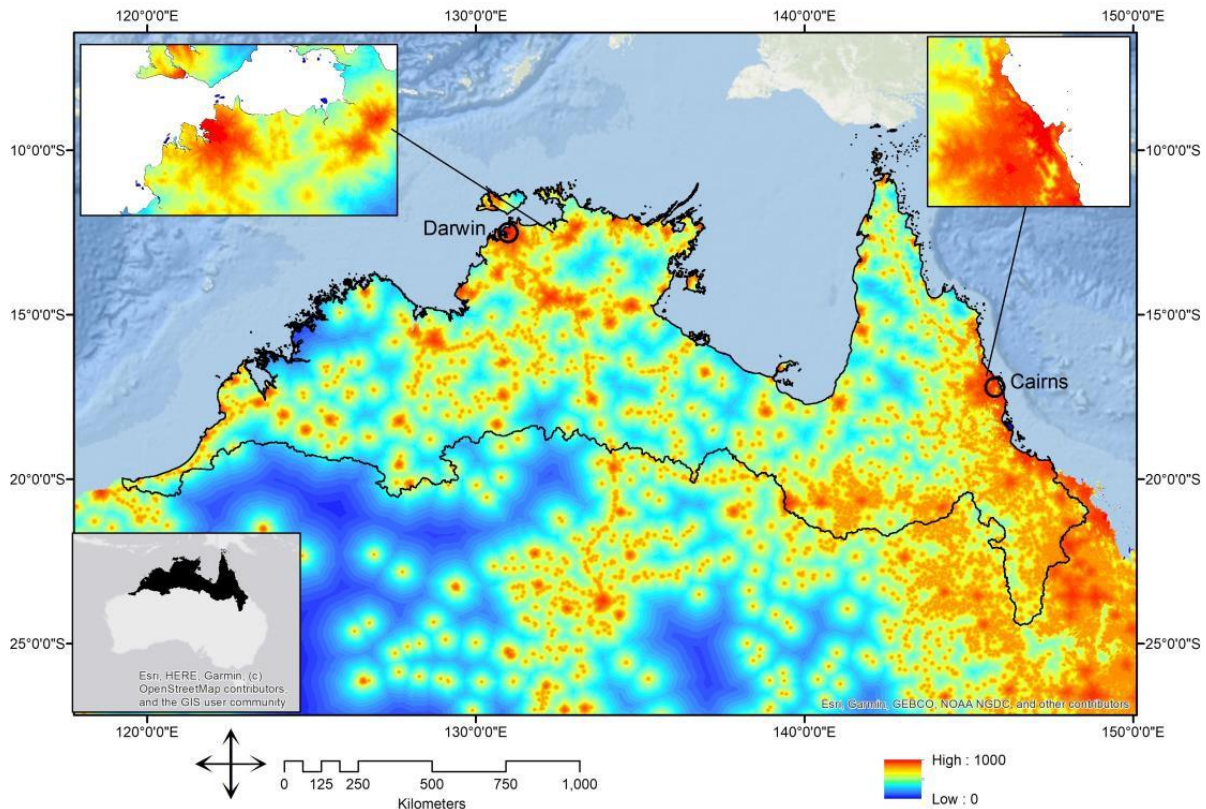 120°0'0"E
130°0'0"E
140°0'0"E
150°0'0"E
10°0'0"S
10°0'0"S
Darwin
15°0'0"S
15°0'0"S
Cairns
20°0'0"S
20°0'0"S
25°0'0"S
25°0'0"S
Esri, HERE, Garmin, (c)
OpenStreetMap contributors,
and the GIS user community
Esri, Garmin, GEBCO, NOAA NGDC, and other contributors
120°0'0"E
130°0'0"E
140°0'0"E
150°0'0"E
0 125 250 500 750 1,000
Kilometers
High : 1000
Low : 0